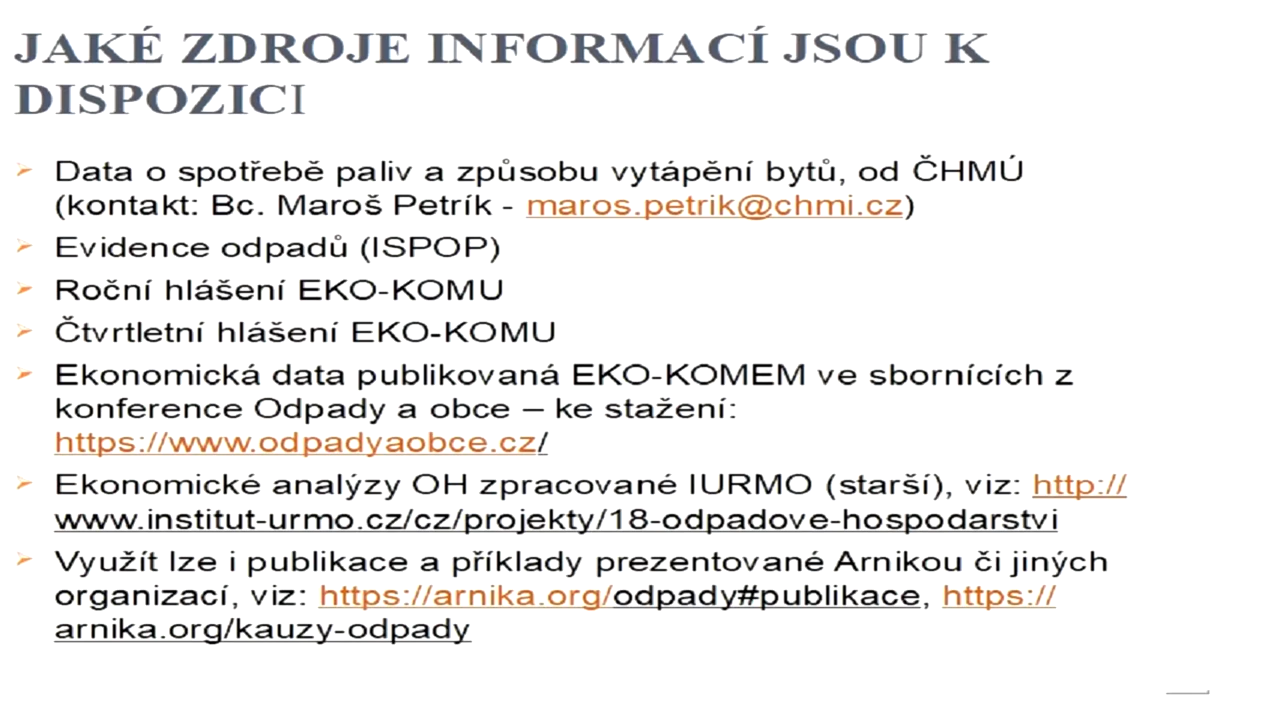 JAKÉ ZDROJE INFORMACÍ JSOU K
DISPOZICI
Data o spotřebě paliv a způsobu vytápění bytů, od ČHMÚ
(kontakt: Bc. Maroš Petrík - maros.petrik@chmi.cz)
Evidence odpadů (ISPOP)
Roční hlášení EKO-KOMU
Čtvrtletní hlášení EKO-KOMU
Ekonomická data publikovaná EKO-KOMEM ve sbornících z
konference Odpady a obce – ke stažení:
https://www.odpadyaobce.cz/
Ekonomické analýzy OH zpracované IURMO (starší), viz: http://
www.institut-urmo.cz/cz/projekty/18-odpadove-hospodarstvi
Využít lze i publikace a příklady prezentované Arnikou či jiných
organizací, viz: https://arnika.org/odpady#publikace, https://
arnika.org/kauzy-odpady